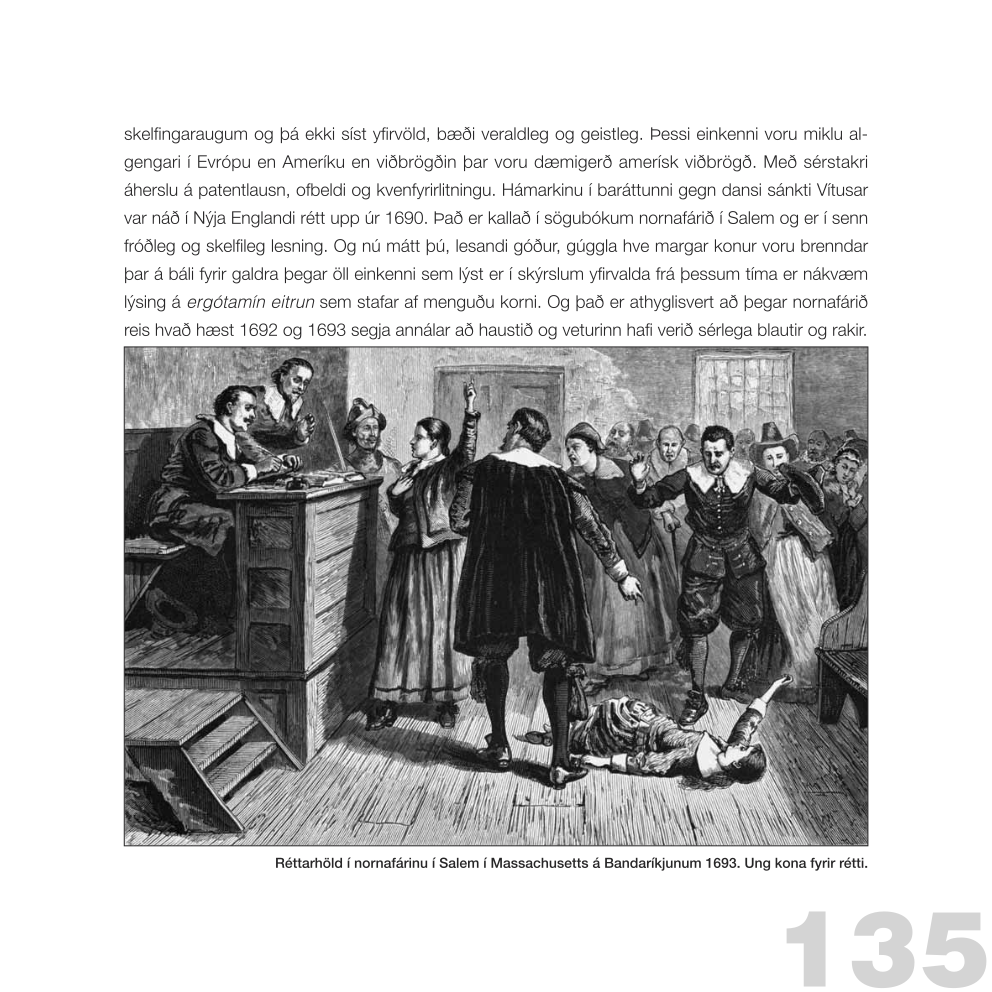 skelfingaraugum og þá ekki síst yfirvöld, bæði veraldleg og geistleg. Þessi einkenni voru miklu al-
gengari í Evrópu en Ameríku en viðbrögðin þar voru dæmigerð amerísk viðbrögð. Með sérstakri
áherslu á patentlausn, ofbeldi og kvenfyrirlitningu. Hámarkinu í baráttunni gegn dansi sánkti Vítusar
var náð í Nýja Englandi rétt upp úr 1690. Það er kallað í sögubókum nornafárið í Salem og er í senn
fróðleg og skelfileg lesning. Og nú mátt þú, lesandi góður, gúggla hve margar konur voru brenndar
þar á báli fyrir galdra þegar öll einkenni sem lýst er í skýrslum yfirvalda frá þessum tíma er nákvæm
lýsing á ergótamín eitrun sem stafar af menguðu korni. Og það er athyglisvert að þegar nornafárið
reis hvað hæst 1692 og 1693 segja annálar að haustið og veturinn hafi verið sérlega blautir og rakir.
Réttarhöld í nornafárinu í Salem í Massachusetts á Bandaríkjunum 1693. Ung kona fyrir rétti.
135